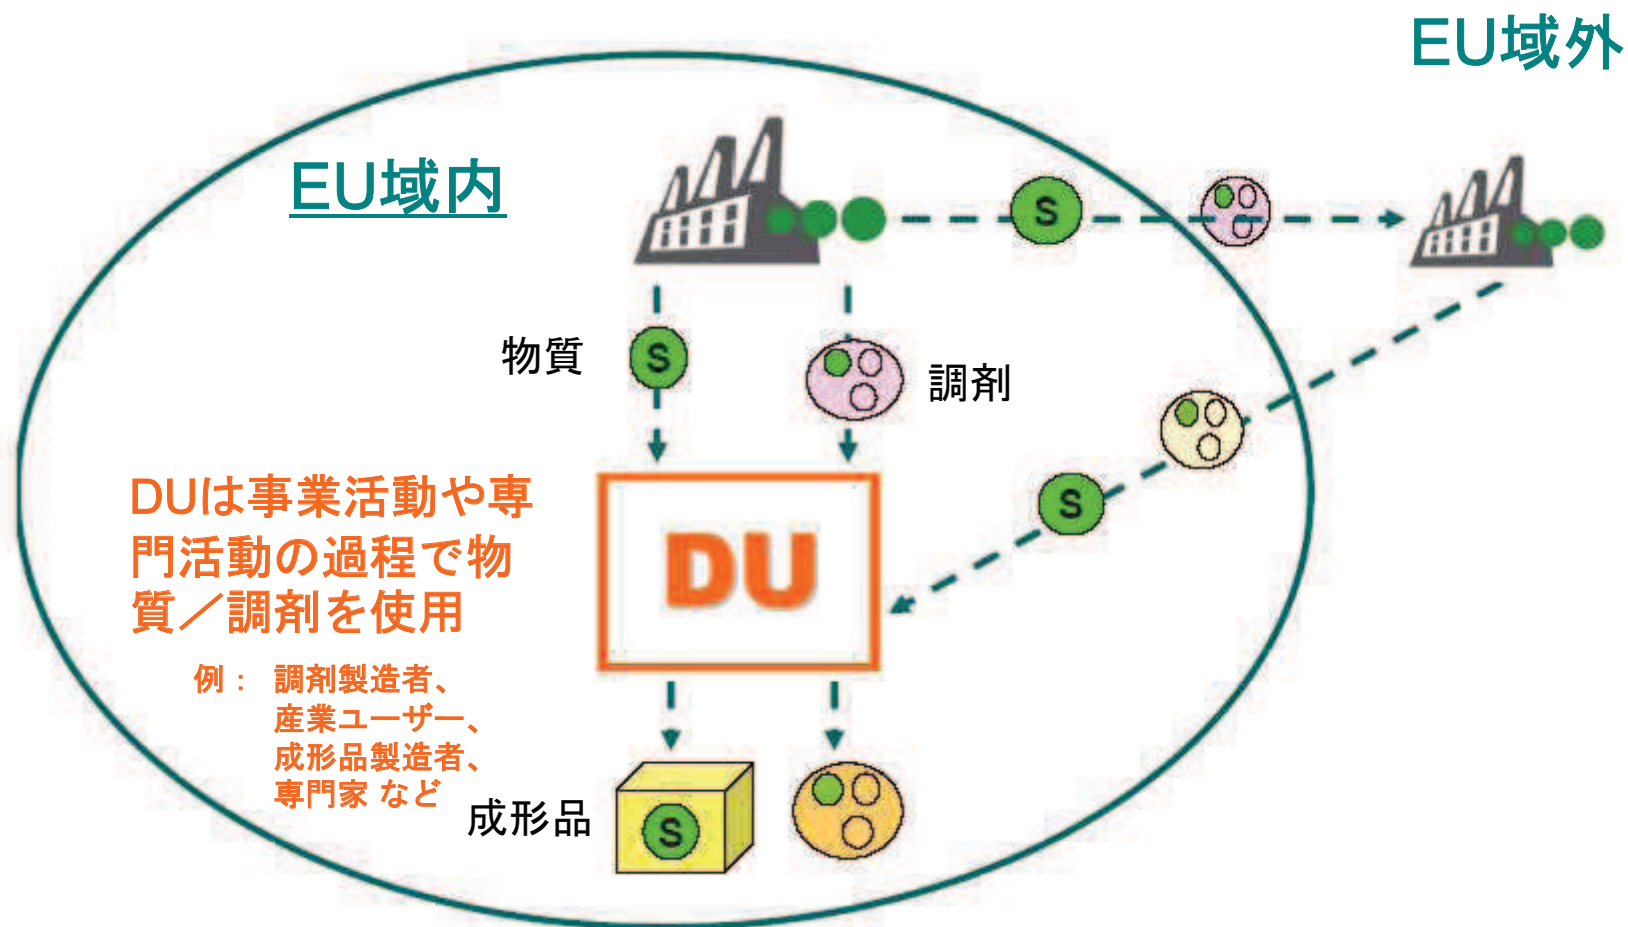 EU域外
EU域内
S
S
物質
S
調剤
DUは事業活動や専
門活動の過程で物
質／調剤を使用
S
DU
例： 調剤製造者、
産業ユーザー、
成形品製造者、
専門家 など
成形品
S